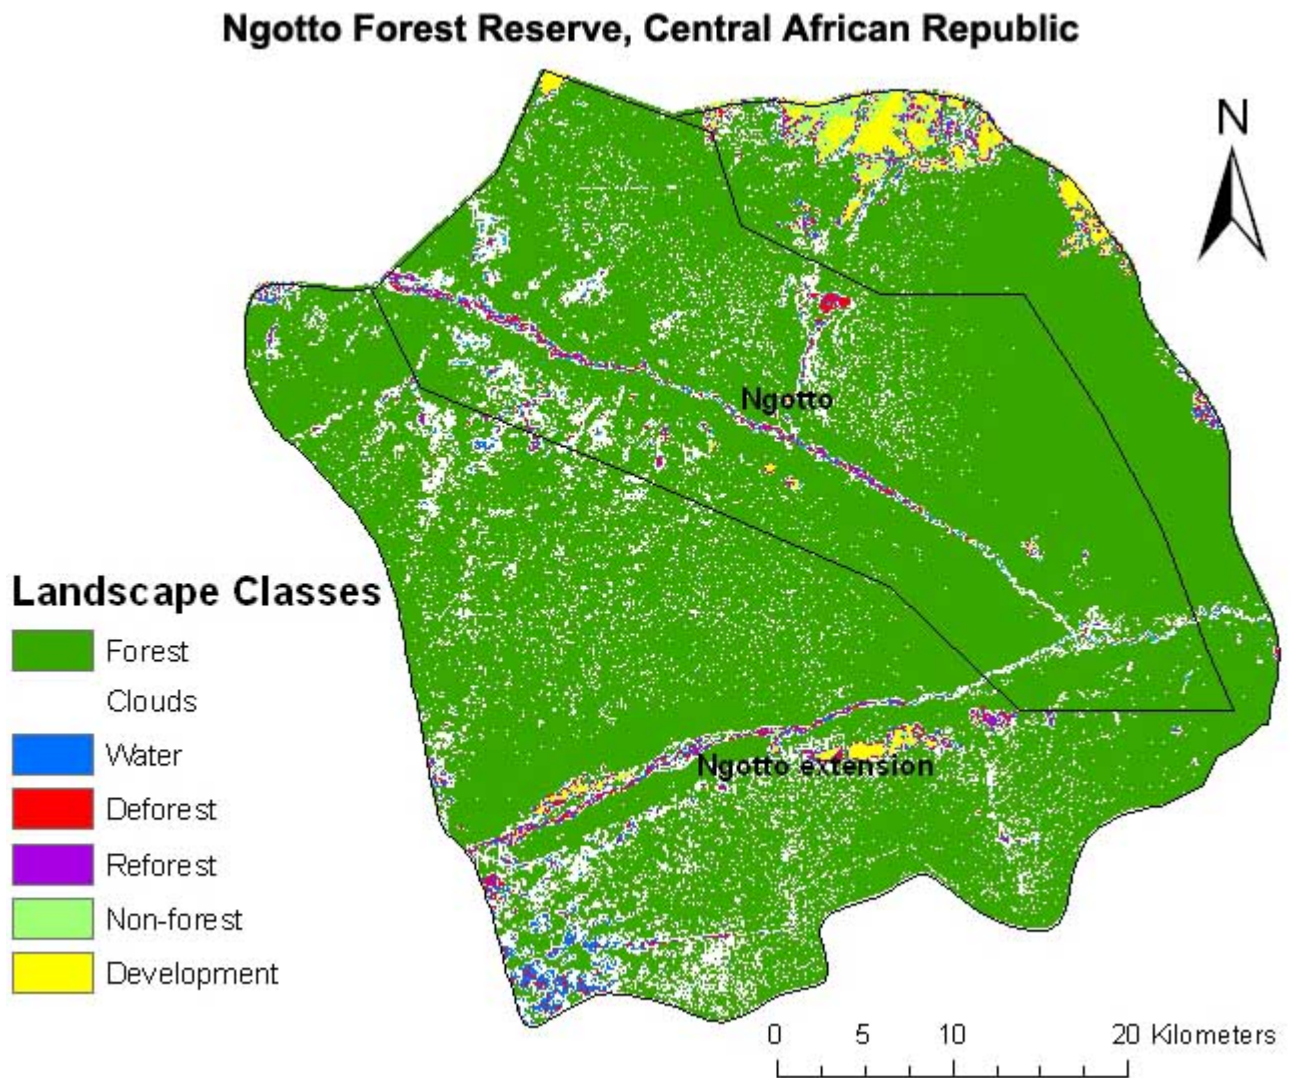 Ngotto Forest Reserve, Central African Republic
N
Ngotto
Landscape Classes
Forest
Clouds
Water
Ngotto extension
Deforest
Reforest
Non-forest
Development
0 5 10 20 Kilometers